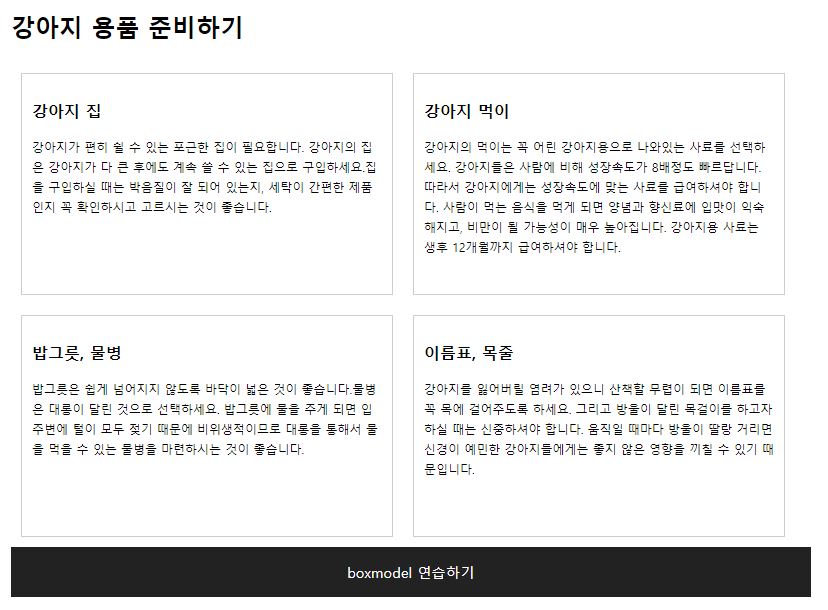 강아지 용품 준비하기
강아지 집
강아지가 편히 쉴 수 있는 포근한 집이 필요합니다. 강아지의 집
은 강아지가 다 큰 후에도 계속 쓸 수 있는 집으로 구입하세요.집
을 구입하실 때는 박음질이 잘 되어 있는지, 세탁이 간편한 제품
인지 꼭 확인하시고 고르시는 것이 좋습니다.
강아지 먹이
강아지의 먹이는 꼭 어린 강아지용으로 나와있는 사료를 선택하
세요. 강아지들은 사람에 비해 성장속도가 8배정도 빠르답니다.
따라서 강아지에게는 성장속도에 맞는 사료를 급여하셔야 합니
다. 사람이 먹는 음식을 먹게 되면 양념과 향신료에 입맛이 익숙
해지고, 비만이 될 가능성이 매우 높아집니다. 강아지용 사료는
생후 12개월까지 급여하셔야 합니다.
밥그릇, 물병
밥그릇은 쉽게 넘어지지 않도록 바닥이 넓은 것이 좋습니다.물병
은 대롱이 달린 것으로 선택하세요. 밥그릇에 물을 주게 되면 입
주변에 털이 모두 젖기 때문에 비위생적이므로 대롱을 통해서 물
을 먹을 수 있는 물병을 마련하시는 것이 좋습니다.
이름표, 목줄
강아지를 잃어버릴 염려가 있으니 산책할 무렵이 되면 이름표를
꼭 목에 걸어주도록 하세요. 그리고 방울이 달린 목걸이를 하고자
하실 때는 신중하셔야 합니다. 움직일 때마다 방울이 딸랑 거리면
신경이 예민한 강아지들에게는 좋지 않은 영향을 끼칠 수 있기 때
문입니다.
boxmodel 연습하기